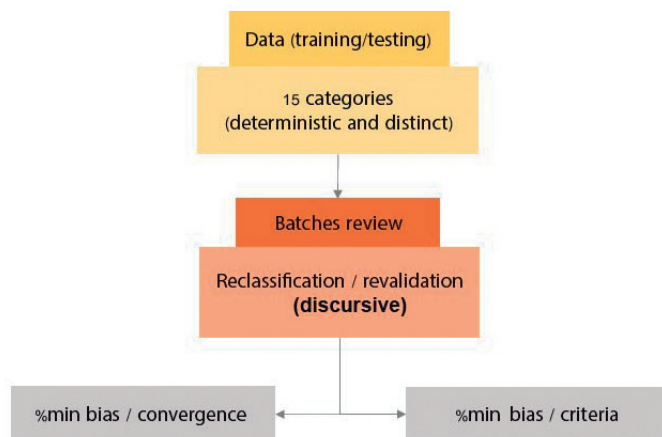 Data (training/testing)
15 categories
(deterministic and distinct)
Batches review
Reclassification / revalidation
(discursive)
%min bias / convergence
%min bias / criteria